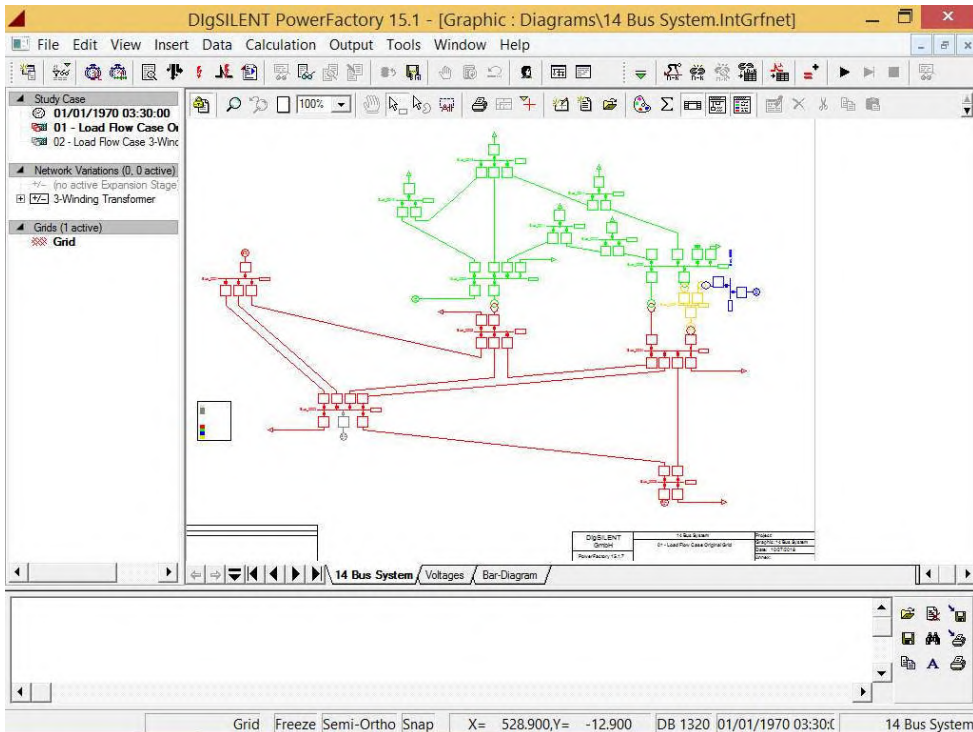 DIgSILENT PowerFactory 15.1 - [Graphic : Diagrams\14 Bus System.IntGrfnet]
File Edit View Insert Data Calculation Output Tools Window Help
100%
Study Case
01/01/1970 03:30:00
01 - Load Flow Case Or
02 - Load Flow Case 3-Winc
Network Variations (0, 0 active)
(no active Expansion Stage
3-Winding Transformer
Grids (1 active)
Grid
DIgSILENT
GmbH
PowerFactory 15.1.7
14 Bus System
01 - Load Flow Case Original Grid
Project:
Graphic: 14 Bus System
Date:
Annex:
14 Bus System Voltages Bar-Diagram
Grid Freeze Semi-Ortho Snap X= 528.900,Y= -12.900 DB 1320 01/01/1970 03:30:( 14 Bus System